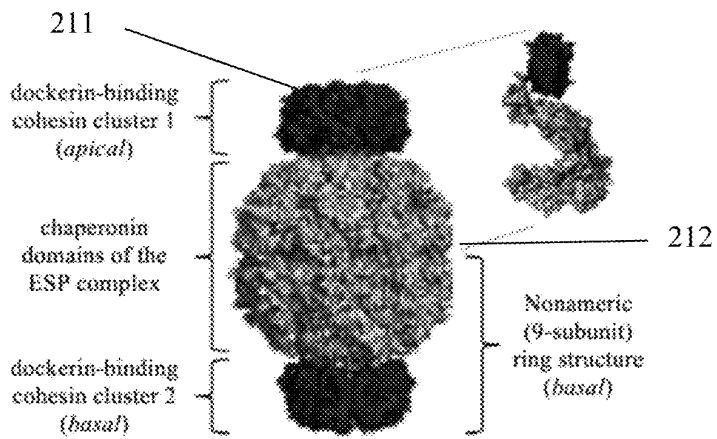 211
dockerin-binding
cohesin cluster 1
(apical)
chaperonin
domains of the
ESP complex
dockerin-binding
cohesin cluster 2
(basal)
212
Nonameric
(9-subunit)
ring structure
(basal)